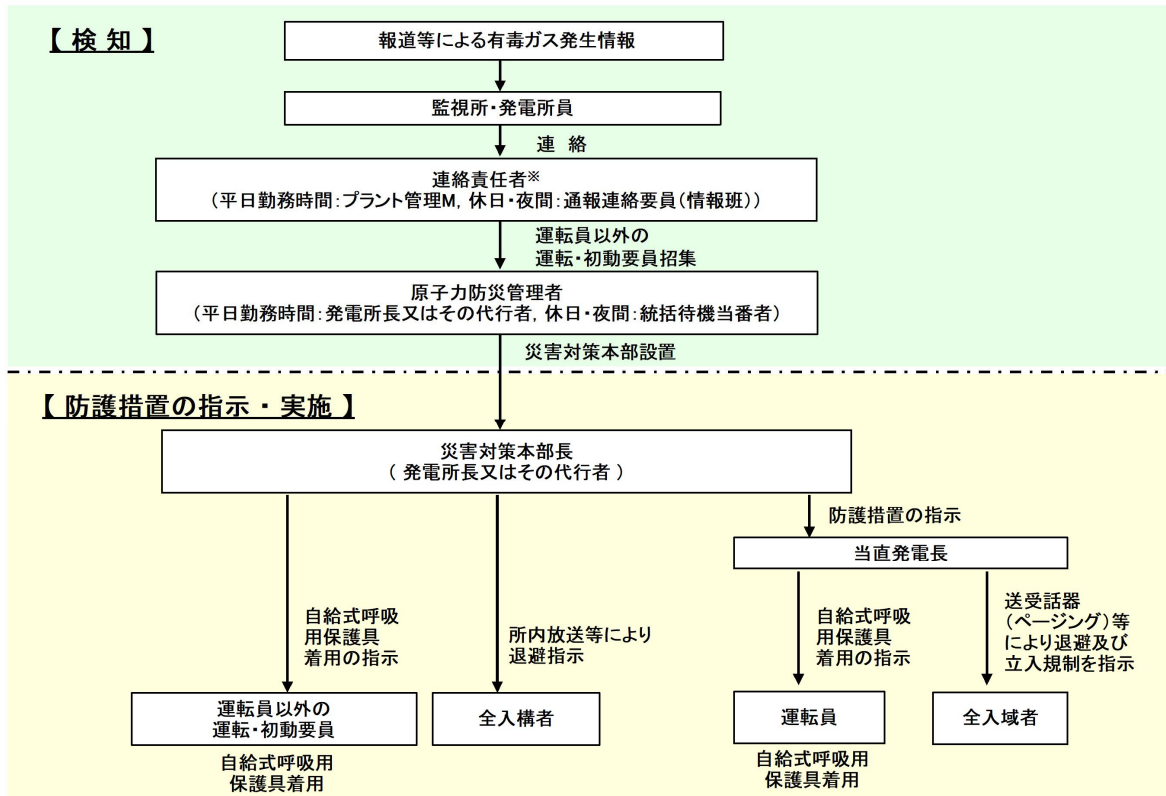 【 検 知 】
報道等による有毒ガス発生情報
監視所・発電所員
連 絡
連絡責任者※
（平日勤務時間：プラント管理M，休日・夜間：通報連絡要員（情報班））
運転員以外の
運転・初動要員招集
原子力防災管理者
（平日勤務時間：発電所長又はその代行者，休日・夜間：統括待機当番者）
災害対策本部設置
【 防護措置の指示 ・ 実施 】
災害対策本部長
（ 発電所長又はその代行者 ）
防護措置の指示
当直発電長
自給式呼吸
用保護具
着用の指示
所内放送等により
退避指示
自給式呼吸
用保護具
着用の指示
送受話器
（ページング）等
により退避及び
立入規制を指示
運転員以外の
運転・初動要員
全入構者
運転員
全入域者
自給式呼吸用
保護具着用
自給式呼吸用
保護具着用